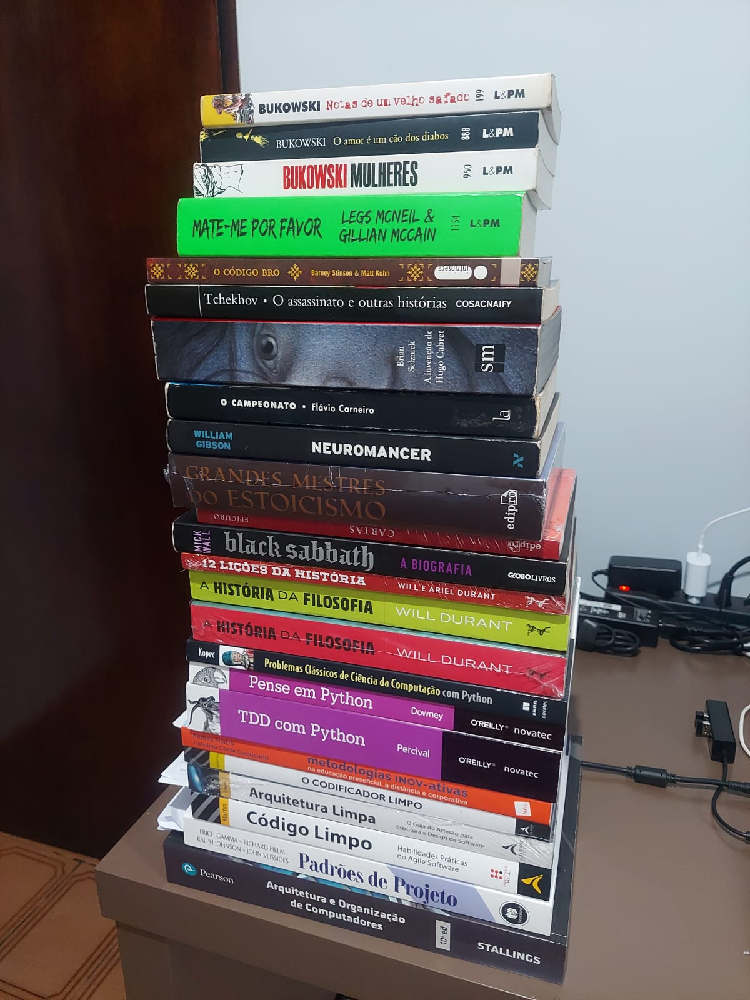 BUKOWSKI Notas de um velho safado 199 L&PM
BUKOWSKI O amor é um cão dos diabos 888 L&PM
BUKOWSKI MULHERES 950 L&PM
MATE-ME POR FAVOR LEGS MCNEIL & GILLIAN MCCAIN 1154 L&PM
O CÓDIGO BRO Barney Stinson & Matt Kuhn intrínseca
Tchekhov • O assassinato e outras histórias COSACNAIFY
Brian Selznick A invenção de Hugo Cabret sm
O CAMPEONATO • Flávio Carneiro
WILLIAM GIBSON NEUROMANCER
GRANDES MESTRES DO ESTOICISMO edipro
EPICURO CARTAS edipro
MICK WALL black sabbath A BIOGRAFIA GLOBOLIVROS
12 LIÇÕES DA HISTÓRIA WILL E ARIEL DURANT
A HISTÓRIA DA FILOSOFIA WILL DURANT
A HISTÓRIA DA FILOSOFIA WILL DURANT
Kopec Problemas Clássicos de Ciência da Computação com Python MANNING novatec
Pense em Python Downey O'REILLY® novatec
TDD com Python Percival O'REILLY® novatec
Andrea Filatro
Carolina Costa Cavalcanti
metodologias INOV-ativas
na educação presencial, a distância e corporativa
O CODIFICADOR LIMPO
Arquitetura Limpa O Guia do Artesão para
Estrutura e Design de Software
Martin Código Limpo Habilidades Práticas
do Agile Software PRENTICE HALL
ERICH GAMMA • RICHARD HELM
RALPH JOHNSON • JOHN VLISSIDES
Padrões de Projeto bookman
Pearson Arquitetura e Organização
de Computadores 10ª ed STALLINGS